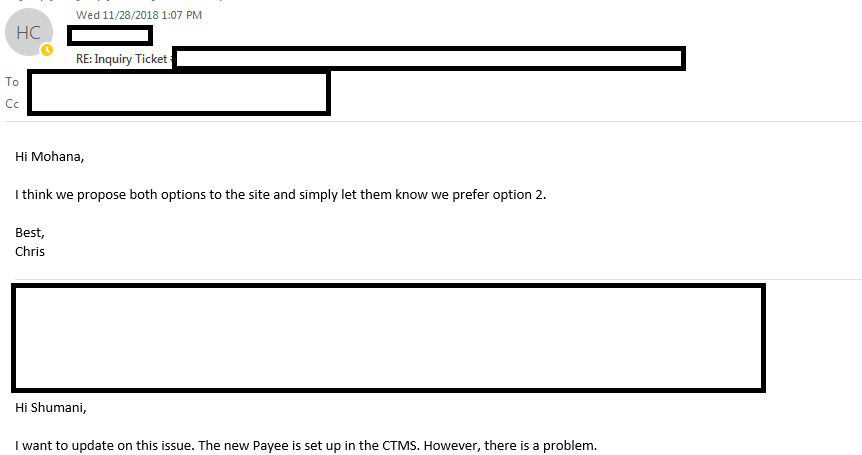 Wed 11/28/2018 1:07 PM
HC
RE: Inquiry Ticket
To
Cc
Hi Mohana,
I think we propose both options to the site and simply let them know we prefer option 2.
Best,
Chris
Hi Shumani,
I want to update on this issue. The new Payee is set up in the CTMS. However, there is a problem.